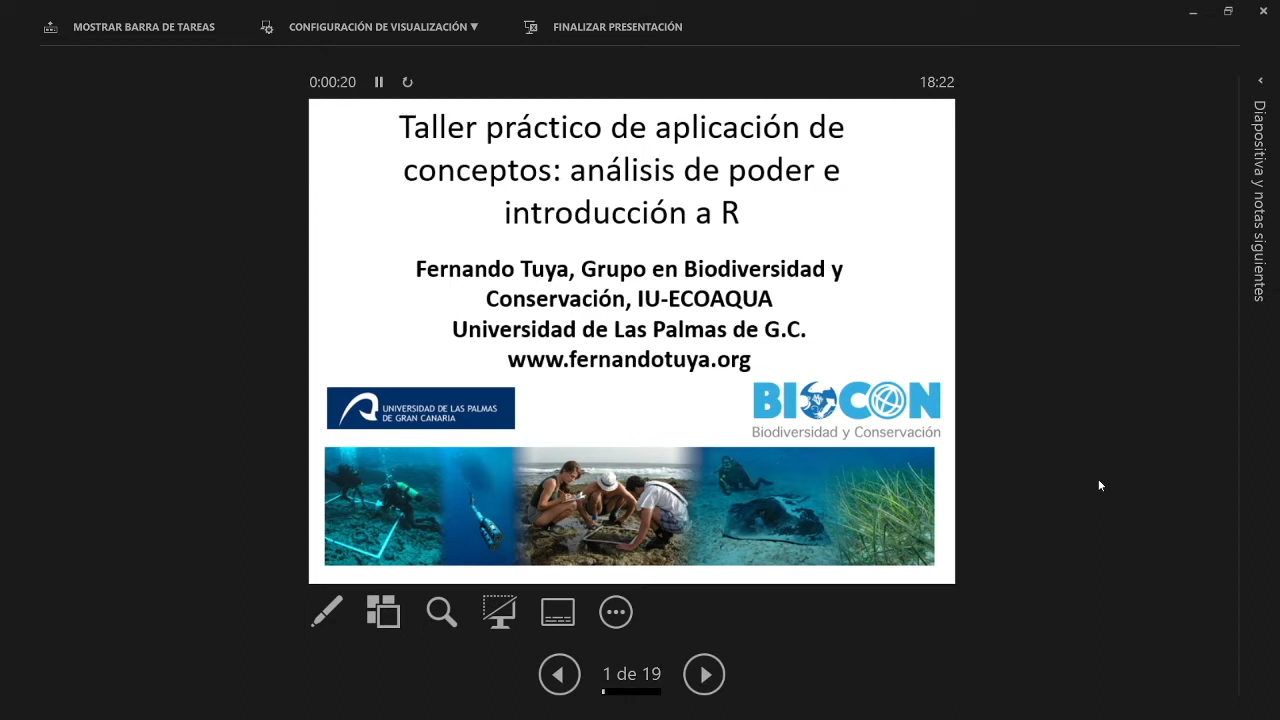 MOSTRAR BARRA DE TAREAS
CONFIGURACIÓN DE VISUALIZACIÓN ▼
FINALIZAR PRESENTACIÓN
0:00:20
18:22
Taller práctico de aplicación de
conceptos: análisis de poder e
introducción a R
Fernando Tuya, Grupo en Biodiversidad y
Conservación, IU-ECOAQUA
Universidad de Las Palmas de G.C.
www.fernandotuya.org
UNIVERSIDAD DE LAS PALMAS
DE GRAN CANARIA
BIOCON
Biodiversidad y Conservación
1 de 19
Diapositiva y notas siguientes